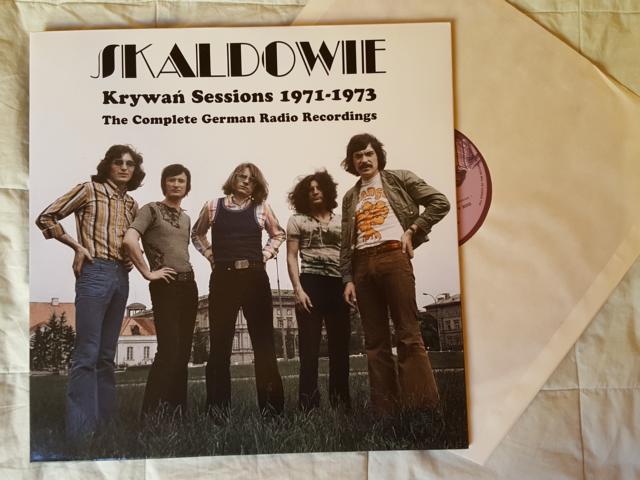 SKALDOWIE
Krywań Sessions 1971-1973
The Complete German Radio Recordings